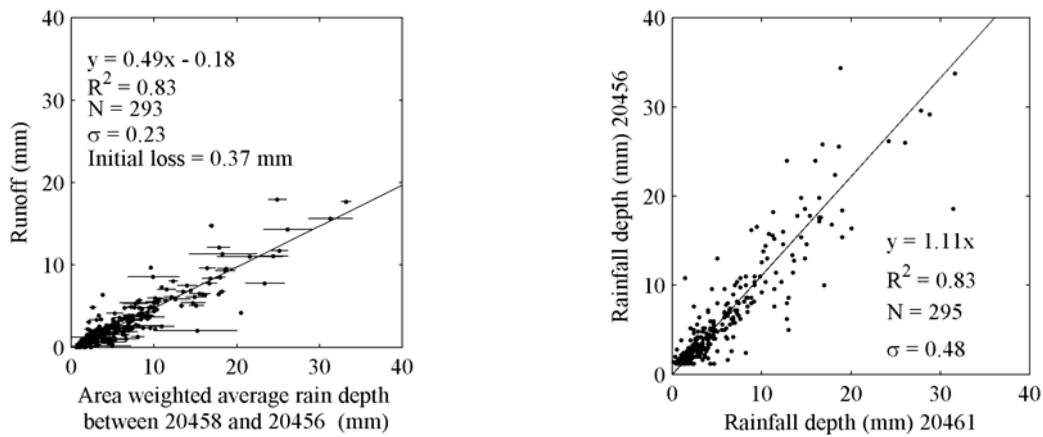 40
30
20
10
0
Runoff (mm)
y = 0.49x - 0.18
R² = 0.83
N = 293
σ = 0.23
Initial loss = 0.37 mm
0 10 20 30 40
Area weighted average rain depth
between 20458 and 20456 (mm)
40
30
20
10
0
Rainfall depth (mm) 20456
y = 1.11x
R² = 0.83
N = 295
σ = 0.48
0 10 20 30 40
Rainfall depth (mm) 20461